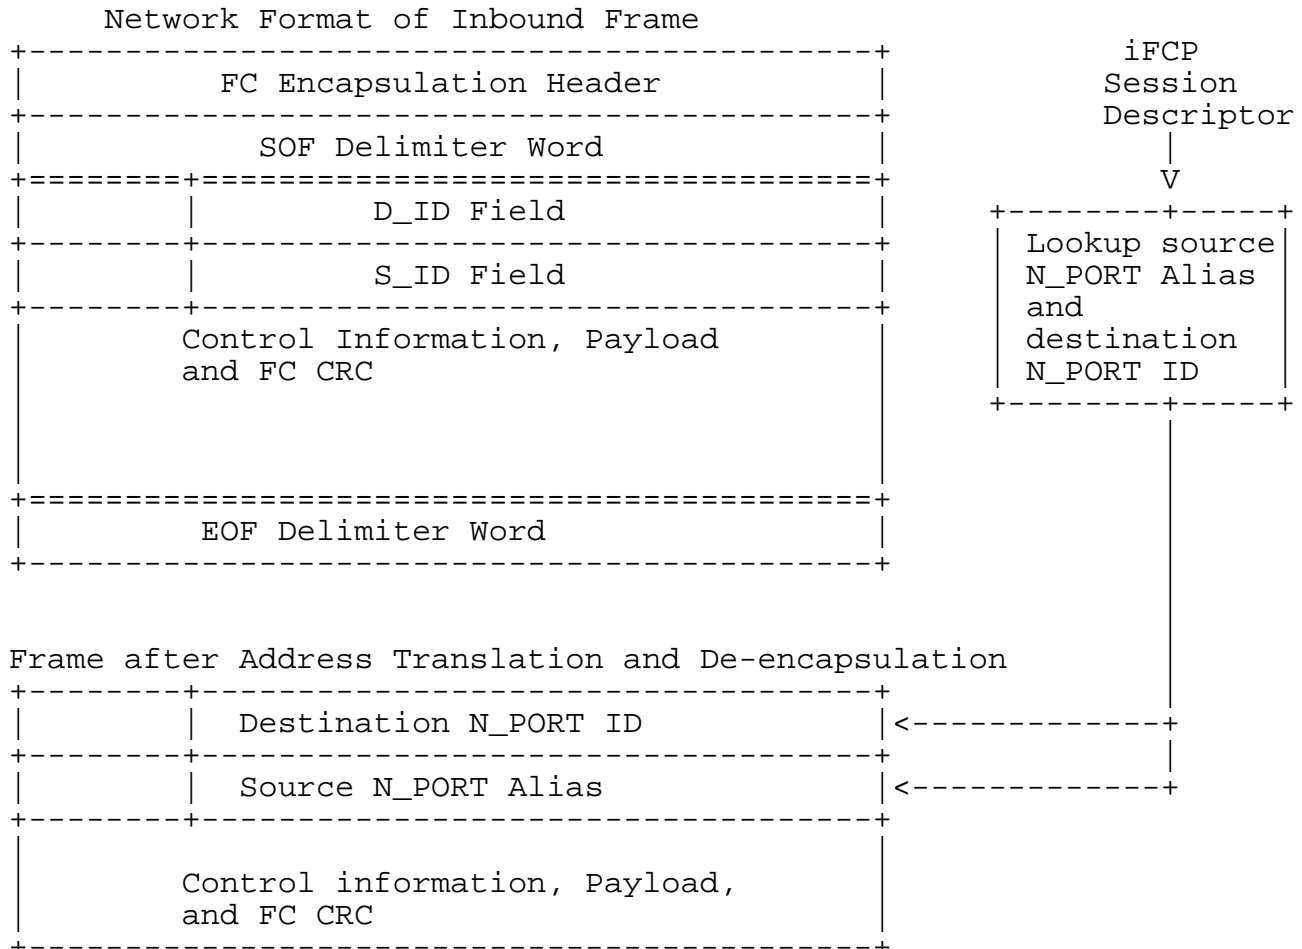 Network Format of Inbound Frame
iFCP
Session
Descriptor
FC Encapsulation Header
SOF Delimiter Word
V
D_ID Field
S_ID Field
Control Information, Payload
and FC CRC
Lookup source
N_PORT Alias
and
destination
N_PORT ID
EOF Delimiter Word
Frame after Address Translation and De-encapsulation
Destination N_PORT ID
Source N_PORT Alias
Control information, Payload,
and FC CRC